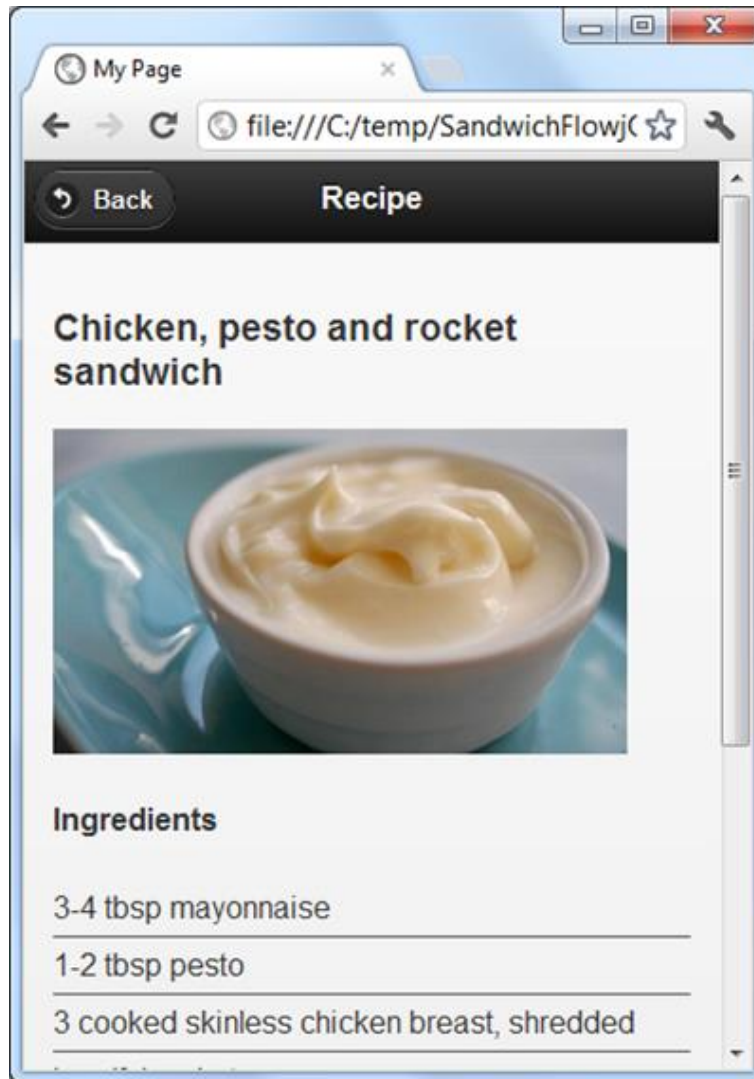 My Page
file:///C:/temp/SandwichFlowj
Back
Recipe
Chicken, pesto and rocket
sandwich
Ingredients
3-4 tbsp mayonnaise
1-2 tbsp pesto
3 cooked skinless chicken breast, shredded